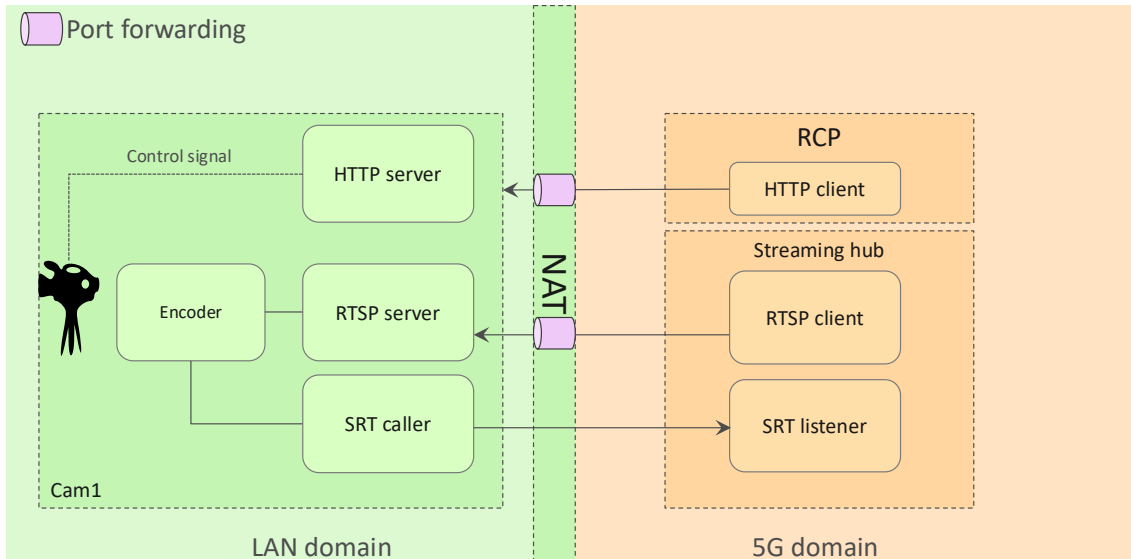 Port forwarding
RCP
Control signal
HTTP server
HTTP client
Streaming hub
NAT
Encoder
RTSP server
RTSP client
SRT caller
SRT listener
Cam1
LAN domain
5G domain